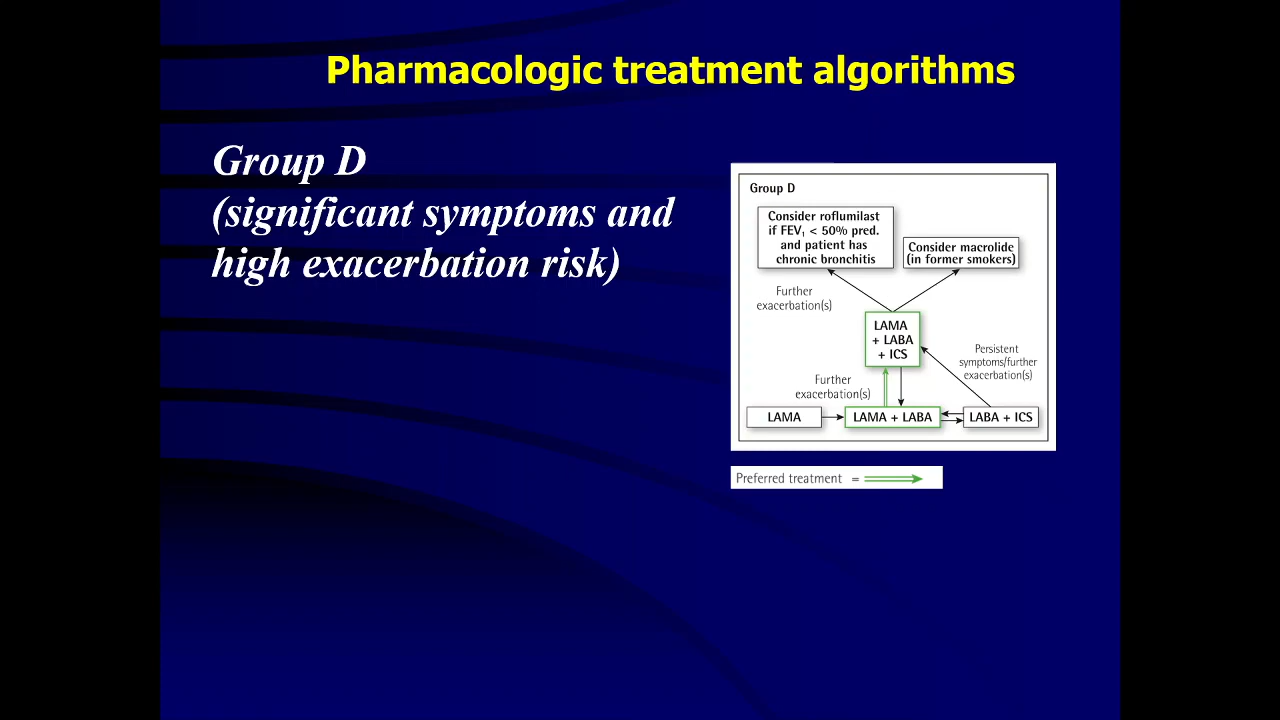 Pharmacologic treatment algorithms
Group D
(significant symptoms and
high exacerbation risk)
Group D
Consider roflumilast
if FEV₁ < 50% pred.
and patient has
chronic bronchitis
Consider macrolide
(in former smokers)
Further
exacerbation(s)
LAMA
+ LABA
+ ICS
Persistent
symptoms/further
exacerbation(s)
Further
exacerbation(s)
LAMA
LAMA + LABA
LABA + ICS
Preferred treatment =